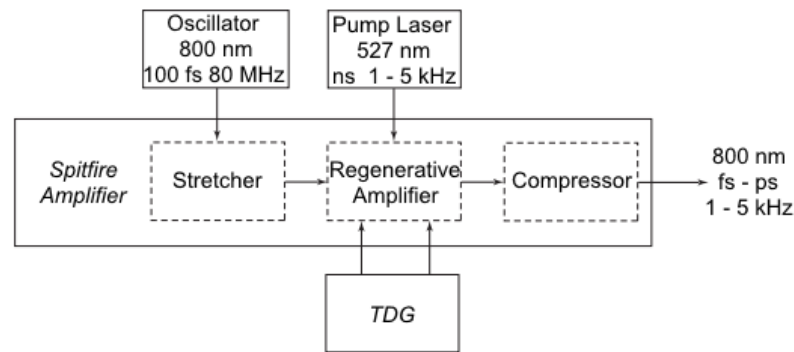 Oscillator
800 nm
100 fs 80 MHz
Pump Laser
527 nm
ns 1 - 5 kHz
Spitfire
Amplifier
Stretcher
Regenerative
Amplifier
Compressor
800 nm
fs - ps
1 - 5 kHz
TDG